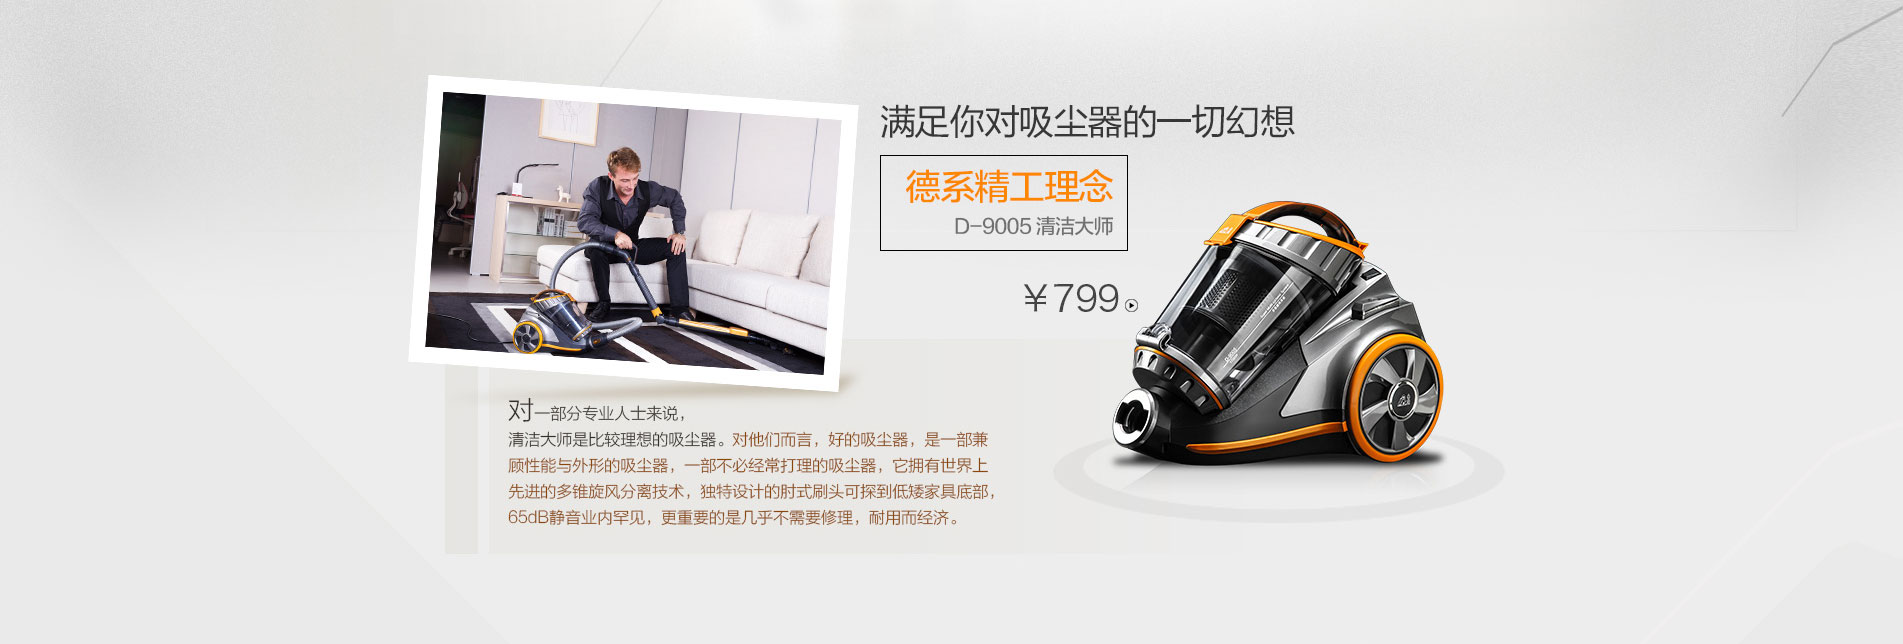 满足你对吸尘器的一切幻想
德系精工理念
D-9005 清洁大师
￥799
对一部分专业人士来说，
清洁大师是比较理想的吸尘器。对他们而言，好的吸尘器，是一部兼
顾性能与外形的吸尘器，一部不必经常打理的吸尘器，它拥有世界上
先进的多锥旋风分离技术，独特设计的肘式刷头可探到低矮家具底部，
65dB静音业内罕见，更重要的是几乎不需要修理，耐用而经济。